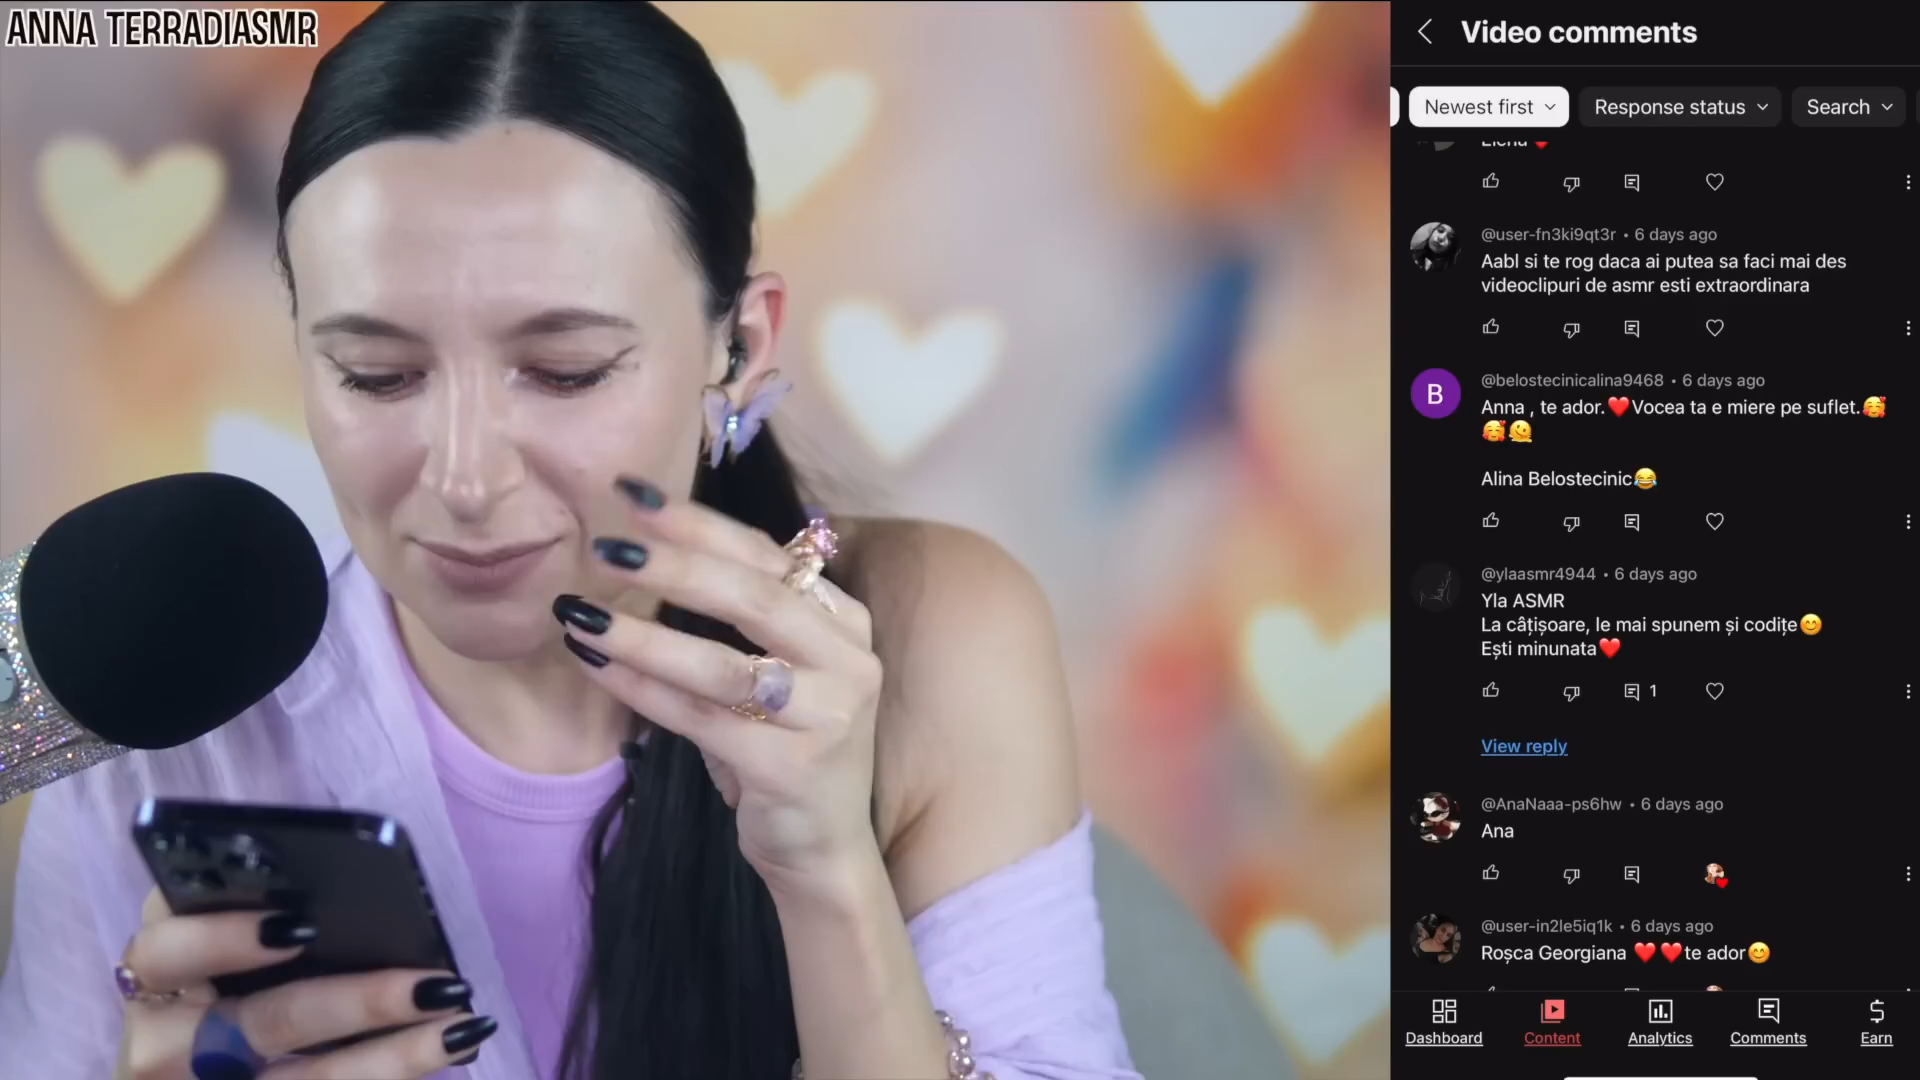 ANNA TERRADIASMR
Video comments
Newest first
Response status
Search
Elena ❤️
@user-fn3ki9qt3r • 6 days ago
Aabl si te rog daca ai putea sa faci mai des
videoclipuri de asmr esti extraordinara
B
@belostecinicalina9468 • 6 days ago
Anna , te ador.❤️Vocea ta e miere pe suflet.🥰
🥰🫠
Alina Belostecinic😂
@ylaasmr4944 • 6 days ago
Yla ASMR
La câțișoare, le mai spunem și codițe😊
Ești minunata❤️
1
View reply
@AnaNaaa-ps6hw • 6 days ago
Ana
@user-in2le5iq1k • 6 days ago
Roșca Georgiana ❤️❤️te ador😊
Dashboard
Content
Analytics
Comments
Earn